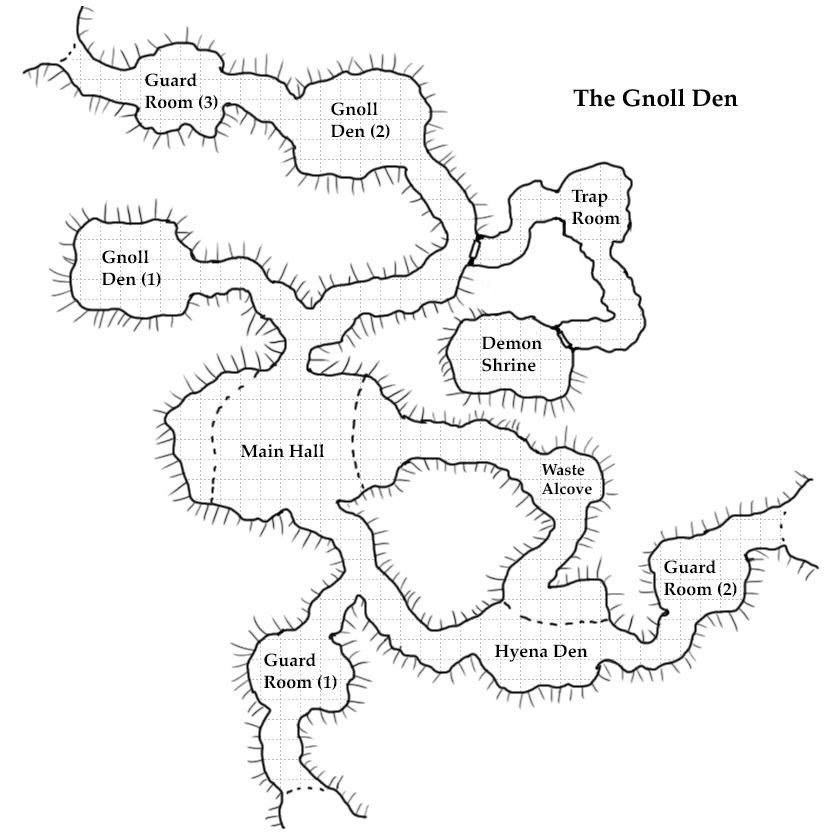 The Gnoll Den
Guard
Room (3)
Gnoll
Den (2)
Trap
Room
Gnoll
Den (1)
Demon
Shrine
Main Hall
Waste
Alcove
Guard
Room (2)
Hyena Den
Guard
Room (1)